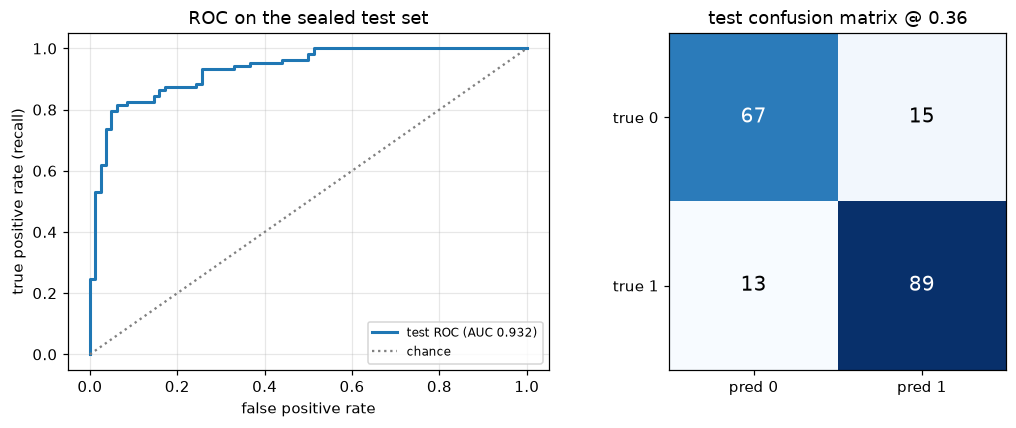 ROC on the sealed test set
1.0
0.8
0.6
0.4
0.2
0.0
true positive rate (recall)
0.0 0.2 0.4 0.6 0.8 1.0
false positive rate
test ROC (AUC 0.932)
chance
test confusion matrix @ 0.36
true 0
67 15
true 1
13 89
pred 0 pred 1